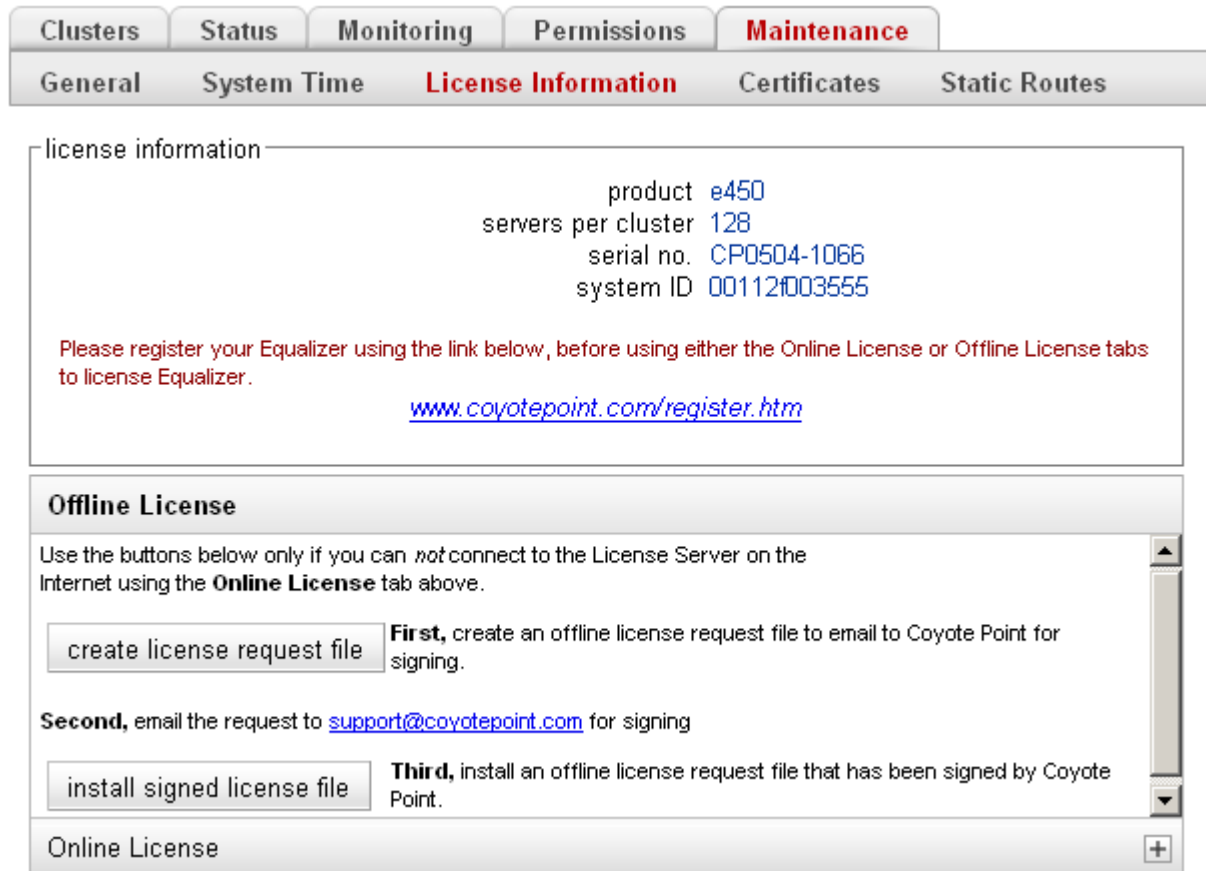 Clusters Status Monitoring Permissions Maintenance
General System Time License Information Certificates Static Routes
license information
product e450
servers per cluster 128
serial no. CP0504-1066
system ID 00112f003555
Please register your Equalizer using the link below, before using either the Online License or Offline License tabs
to license Equalizer.
www.coyotepoint.com/register.htm
Offline License
Use the buttons below only if you can not connect to the License Server on the
Internet using the Online License tab above.
create license request file
First, create an offline license request file to email to Coyote Point for
signing.
Second, email the request to support@coyotepoint.com for signing
install signed license file
Third, install an offline license request file that has been signed by Coyote
Point.
Online License